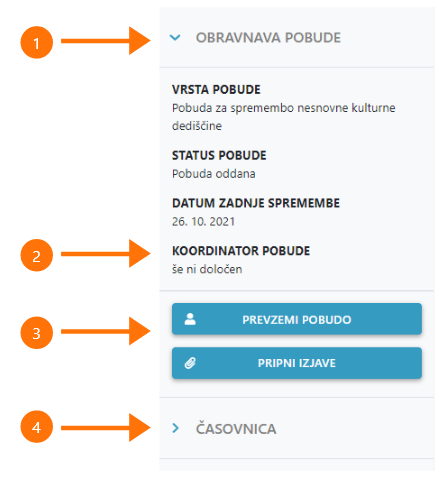 1
OBRAVNAVA POBUDE
VRSTA POBUDE
Pobuda za spremembo nesnovne kulturne
dediščine
STATUS POBUDE
Pobuda oddana
DATUM ZADNJE SPREMEMBE
26. 10. 2021
2
KOORDINATOR POBUDE
še ni določen
3
PREVZEMI POBUDO
PRIPNI IZJAVE
4
ČASOVNICA